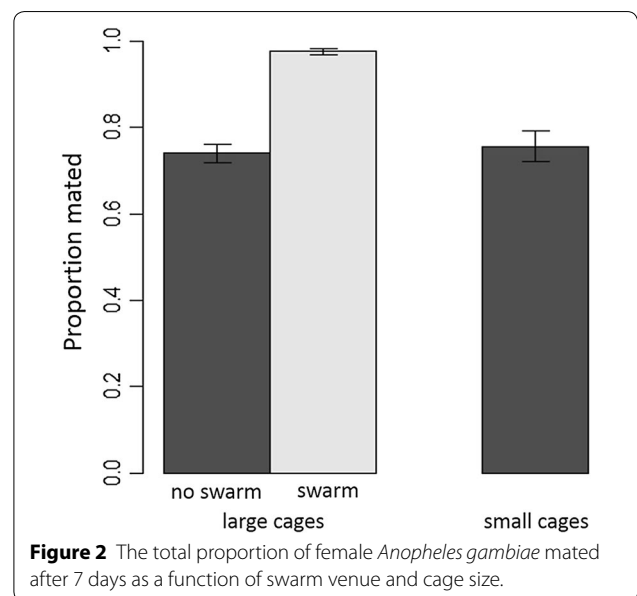 Proportion mated
1.0
0.8
0.6
0.4
0.2
0.0
no swarm swarm
large cages small cages
Figure 2 The total proportion of female Anopheles gambiae mated
after 7 days as a function of swarm venue and cage size.